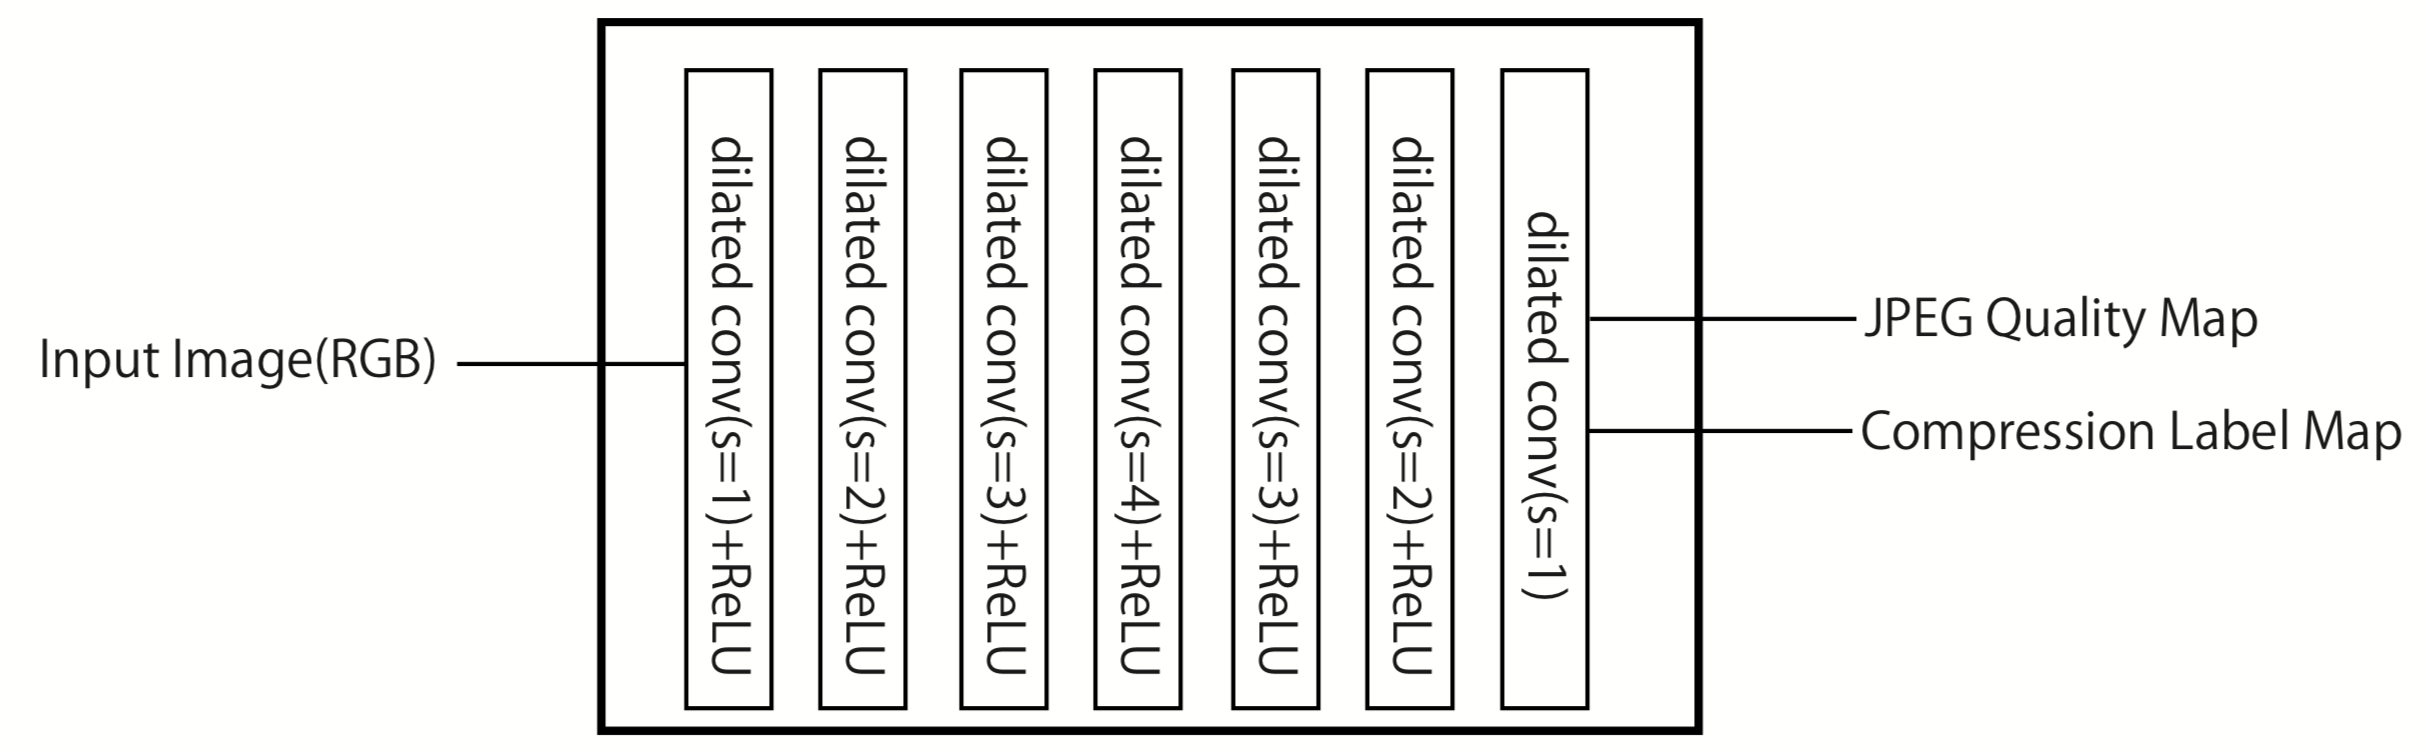 Input Image(RGB)
dilated conv(s=1)+ReLU
dilated conv(s=2)+ReLU
dilated conv(s=3)+ReLU
dilated conv(s=4)+ReLU
dilated conv(s=3)+ReLU
dilated conv(s=2)+ReLU
dilated conv(s=1)
JPEG Quality Map
Compression Label Map